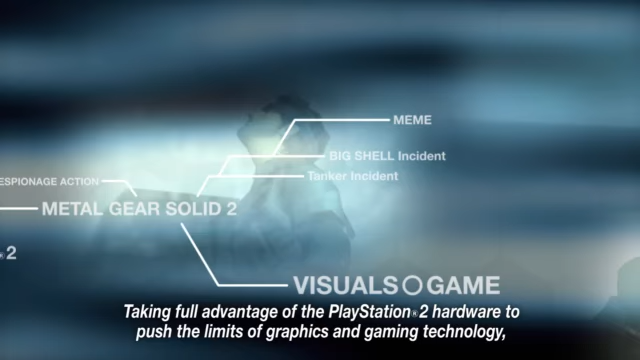 MEME
BIG SHELL Incident
Tanker Incident
ESPIONAGE ACTION
METAL GEAR SOLID 2
®2
VISUALS○GAME
Taking full advantage of the PlayStation®2 hardware to
push the limits of graphics and gaming technology,